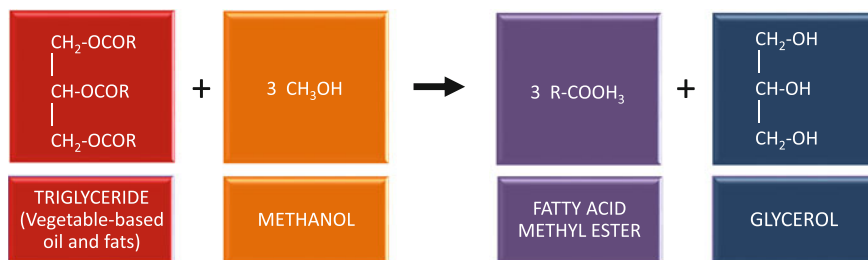 CH₂-OCOR
CH-OCOR
CH₂-OCOR
+
3 CH₃OH
3 R-COOH₃
+
CH₂-OH
CH-OH
CH₂-OH
TRIGLYCERIDE
(Vegetable-based
oil and fats)
METHANOL
FATTY ACID
METHYL ESTER
GLYCEROL